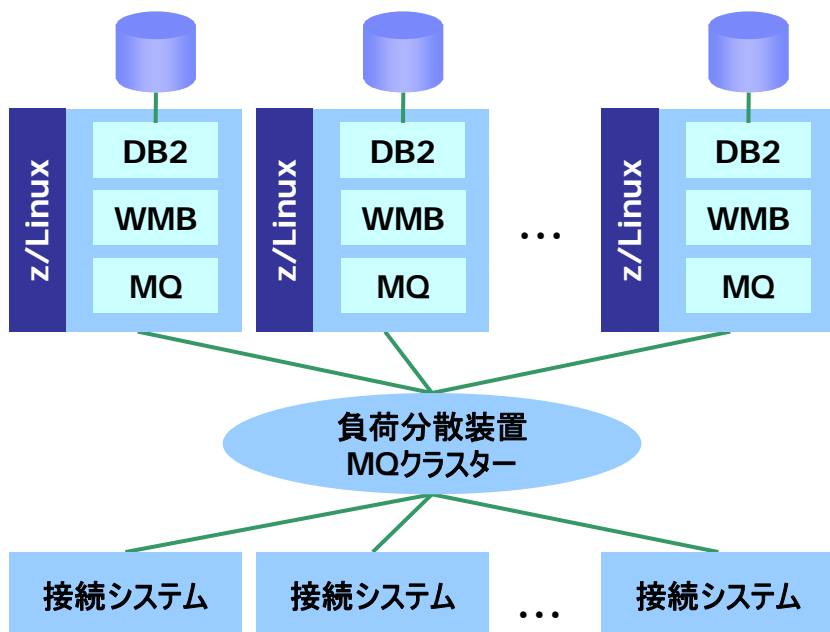 z/Linux
DB2
WMB
MQ
z/Linux
DB2
WMB
MQ
...
z/Linux
DB2
WMB
MQ
負荷分散装置
MQクラスター
接続システム
接続システム
...
接続システム